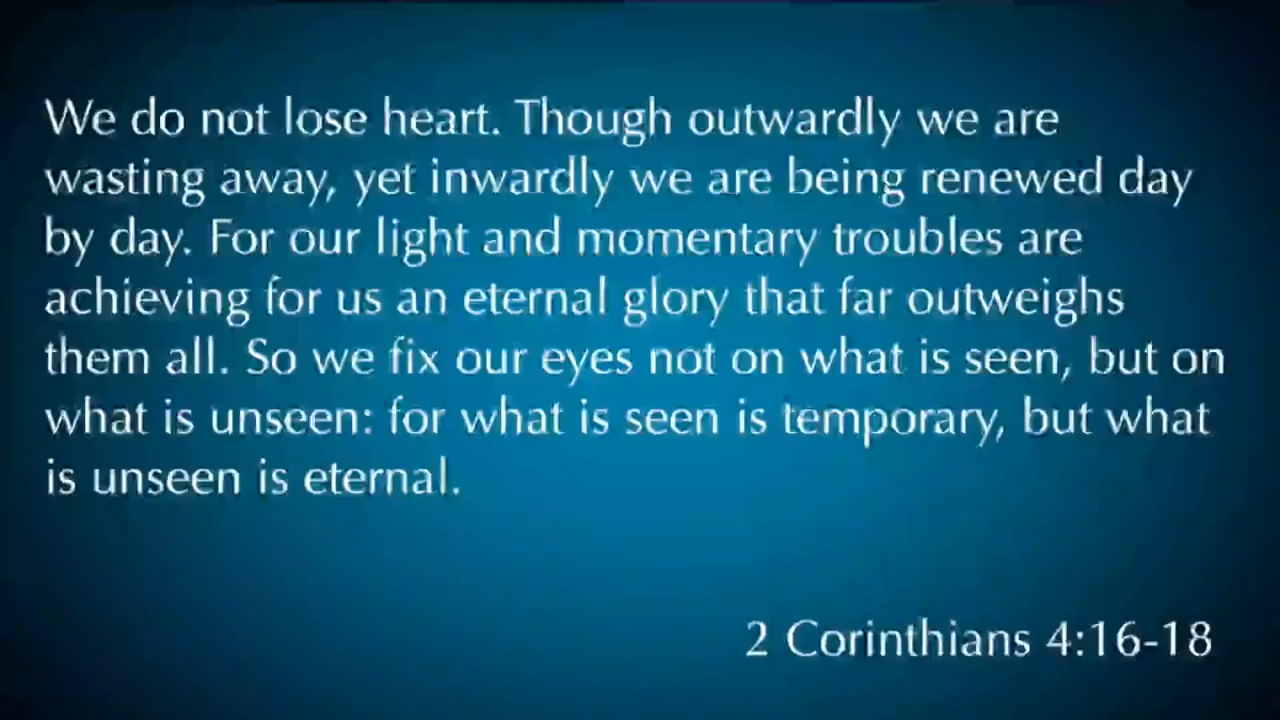 We do not lose heart. Though outwardly we are
wasting away, yet inwardly we are being renewed day
by day. For our light and momentary troubles are
achieving for us an eternal glory that far outweighs
them all. So we fix our eyes not on what is seen, but on
what is unseen: for what is seen is temporary, but what
is unseen is eternal.
2 Corinthians 4:16-18